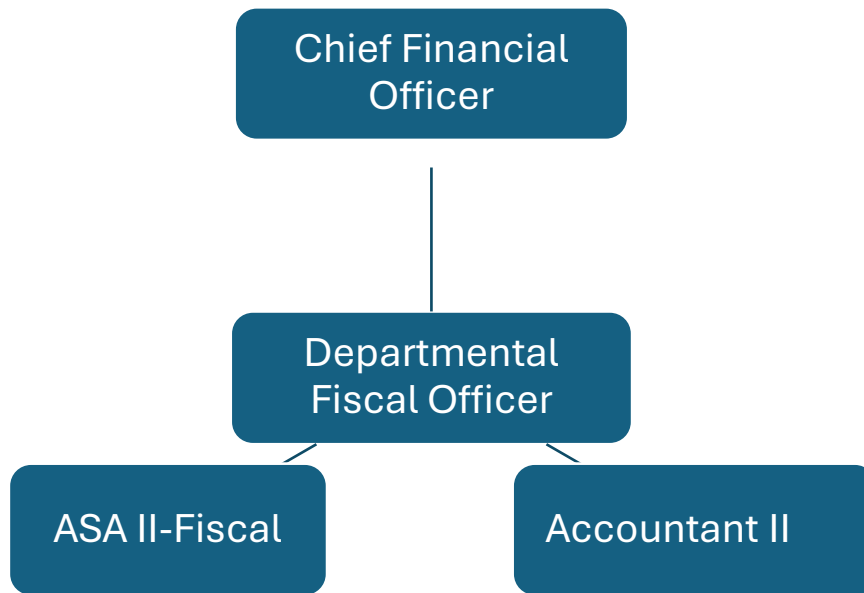 Chief Financial
Officer
Departmental
Fiscal Officer
ASA II-Fiscal
Accountant II